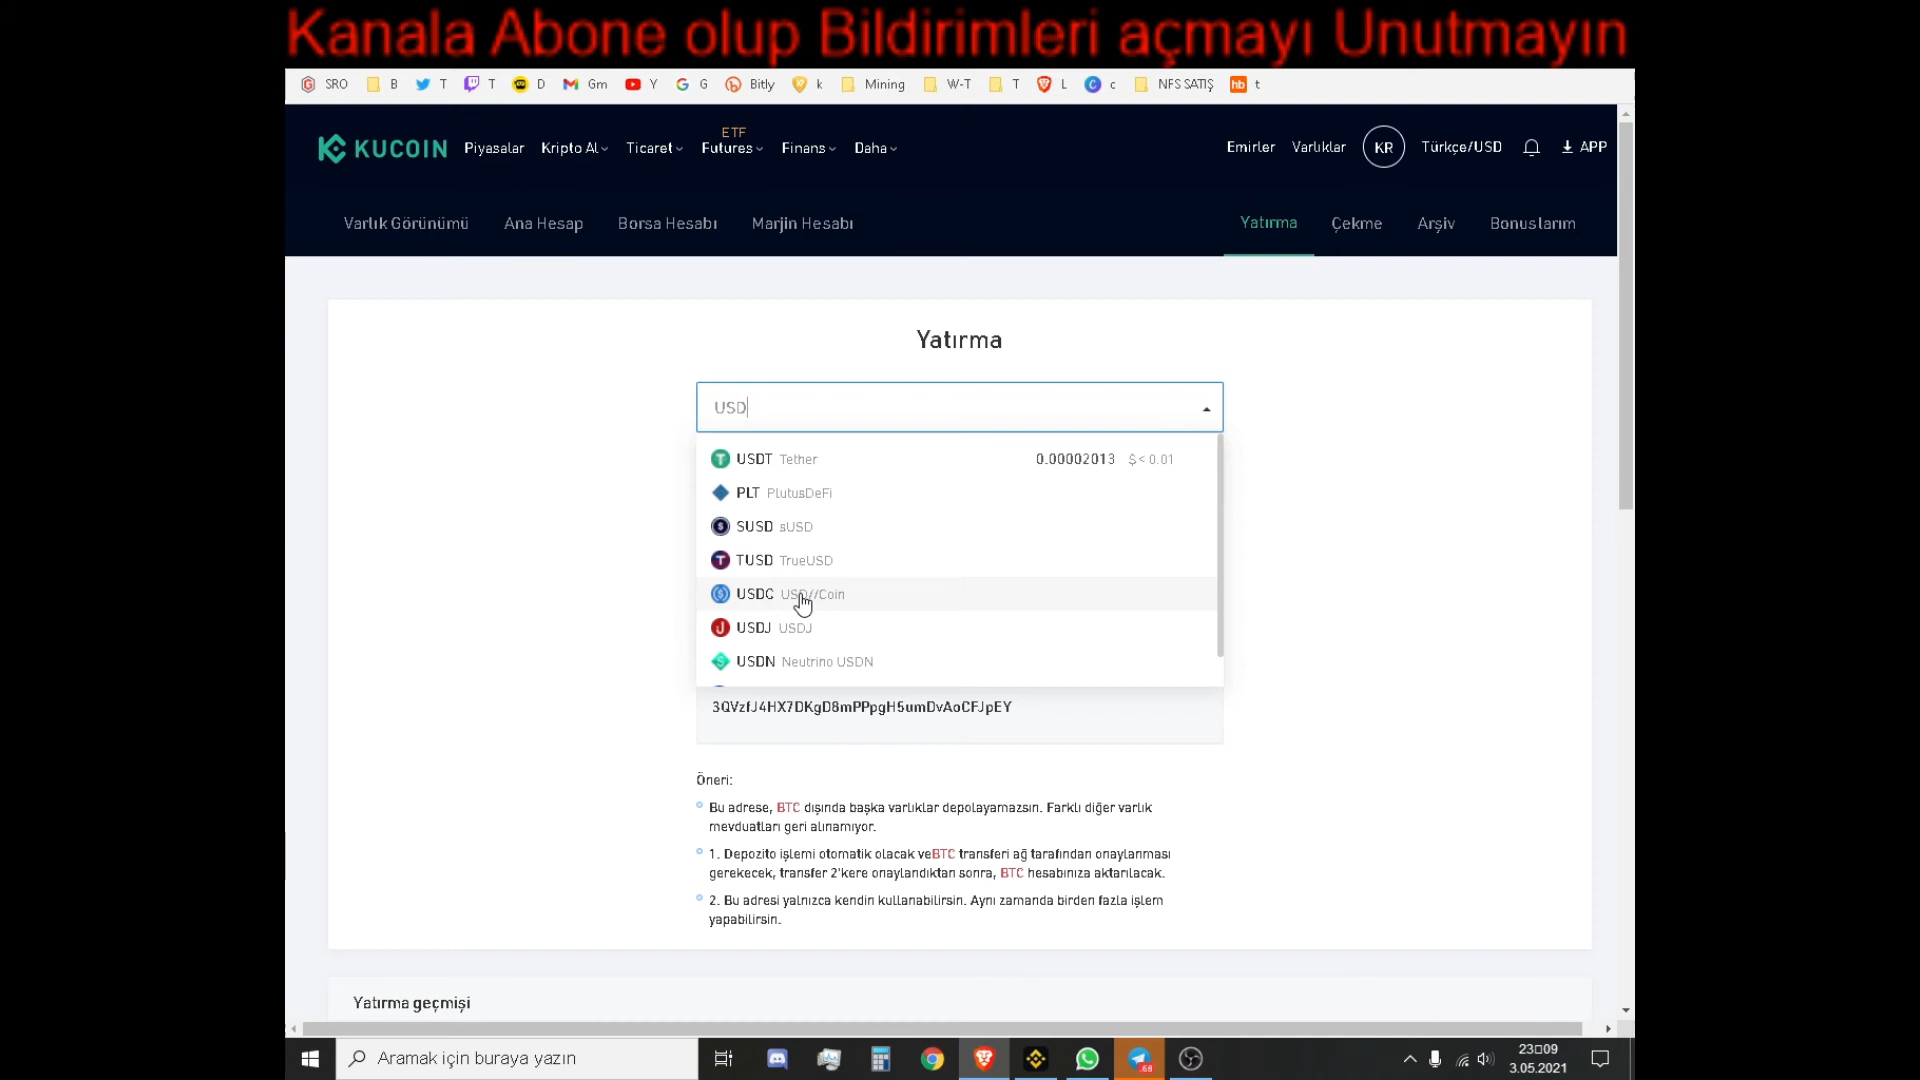 Kanala Abone olup Bildirimleri açmayı Unutmayın
SRO B T T D Gm Y G Bitly k Mining W-T T L c NFS SATIŞ hb t
ETF
KUCOIN Piyasalar Kripto Al Ticaret Futures Finans Daha Emirler Varlıklar KR Türkçe/USD APP
Varlık Görünümü Ana Hesap Borsa Hesabı Marjin Hesabı Yatırma Çekme Arşiv Bonuslarım
Yatırma
USD
USDT Tether 0.00002013 $ < 0.01
PLT PlutusDeFi
SUSD sUSD
TUSD TrueUSD
USDC USD//Coin
USDJ USDJ
USDN Neutrino USDN
3QVzfJ4HX7DKgD8mPPpgH5umDvAoCFJpEY
Öneri:
Bu adrese, BTC dışında başka varlıklar depolayamazsın. Farklı diğer varlık
mevduatları geri alınamıyor.
1. Depozito işlemi otomatik olacak veBTC transferi ağ tarafından onaylanması
gerekecek, transfer 2'kere onaylandıktan sonra, BTC hesabınıza aktarılacak.
2. Bu adresi yalnızca kendin kullanabilirsin. Aynı zamanda birden fazla işlem
yapabilirsin.
Yatırma geçmişi
Aramak için buraya yazın
68
23□09
3.05.2021